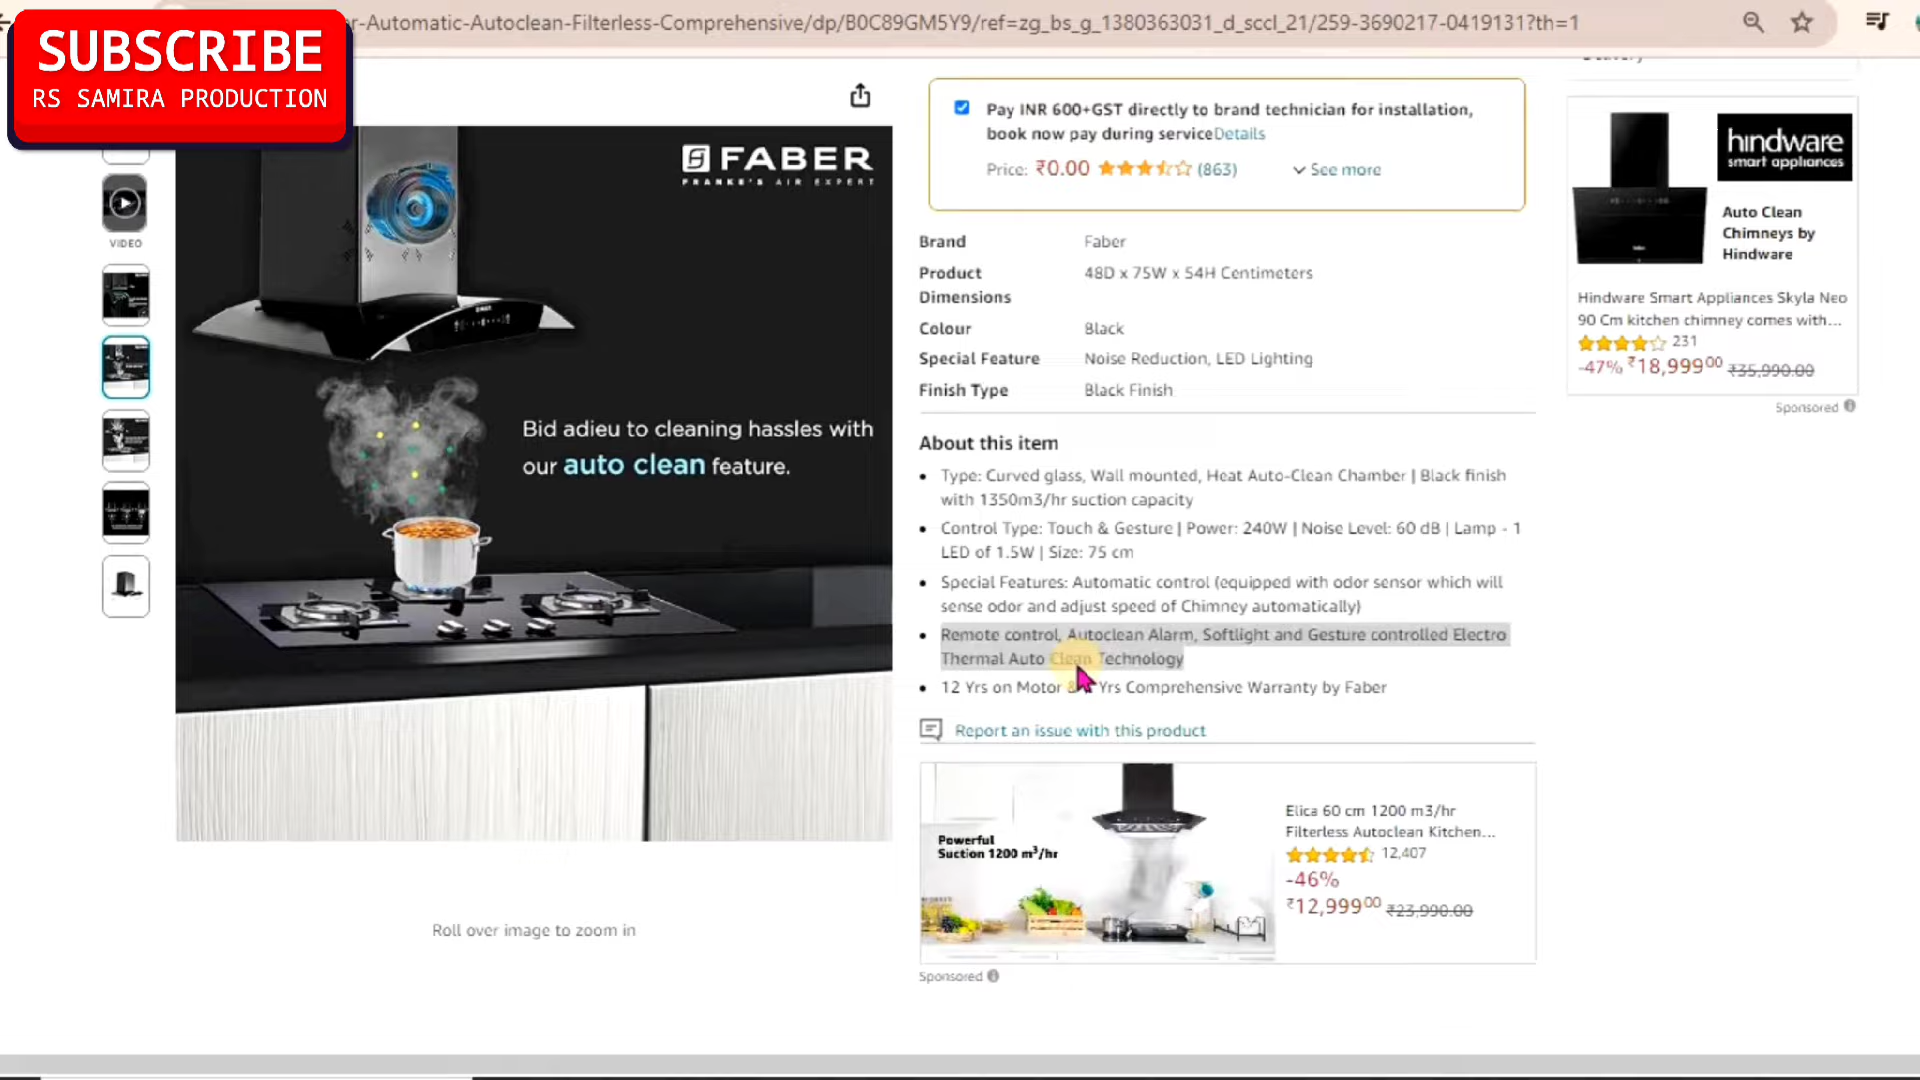 SUBSCRIBE
RS SAMIRA PRODUCTION
r-Automatic-Autoclean-Filterless-Comprehensive/dp/B0C89GM5Y9/ref=zg_bs_g_1380363031_d_sccl_21/259-3690217-0419131?th=1
VIDEO
FABER
FRANKE'S AIR EXPERT
Bid adieu to cleaning hassles with
our auto clean feature.
Roll over image to zoom in
Pay INR 600+GST directly to brand technician for installation,
book now pay during serviceDetails
Price: ₹0.00 (863) See more
Brand Faber
Product Dimensions 48D x 75W x 54H Centimeters
Colour Black
Special Feature Noise Reduction, LED Lighting
Finish Type Black Finish
About this item
Type: Curved glass, Wall mounted, Heat Auto-Clean Chamber | Black finish
with 1350m3/hr suction capacity
Control Type: Touch & Gesture | Power: 240W | Noise Level: 60 dB | Lamp - 1
LED of 1.5W | Size: 75 cm
Special Features: Automatic control (equipped with odor sensor which will
sense odor and adjust speed of Chimney automatically)
Remote control, Autoclean Alarm, Softlight and Gesture controlled Electro
Thermal Auto Clean Technology
12 Yrs on Motor & Yrs Comprehensive Warranty by Faber
Report an issue with this product
Powerful
Suction 1200 m³/hr
Elica 60 cm 1200 m3/hr
Filterless Autoclean Kitchen...
12,407
-46%
₹12,999⁰⁰ ₹23,990.00
Sponsored
hindware
smart appliances
Auto Clean
Chimneys by
Hindware
Hindware Smart Appliances Skyla Neo
90 Cm kitchen chimney comes with...
231
-47% ₹18,999⁰⁰ ₹35,990.00
Sponsored